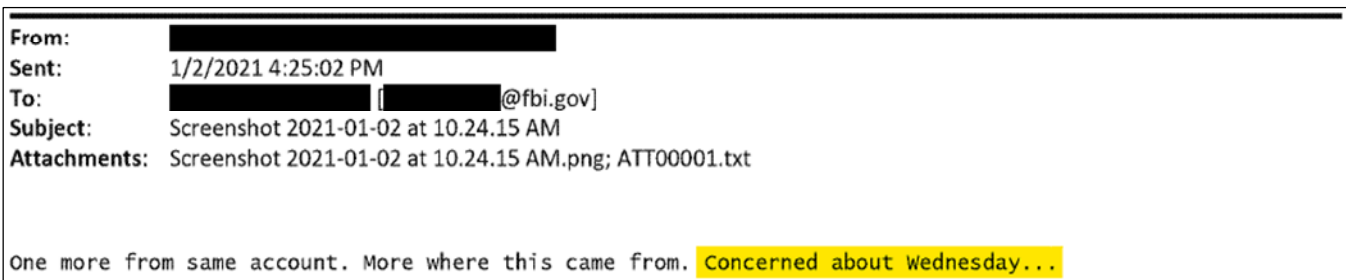 From:
Sent: 1/2/2021 4:25:02 PM
To: [ @fbi.gov]
Subject: Screenshot 2021-01-02 at 10.24.15 AM
Attachments: Screenshot 2021-01-02 at 10.24.15 AM.png; ATT00001.txt
One more from same account. More where this came from. Concerned about Wednesday...